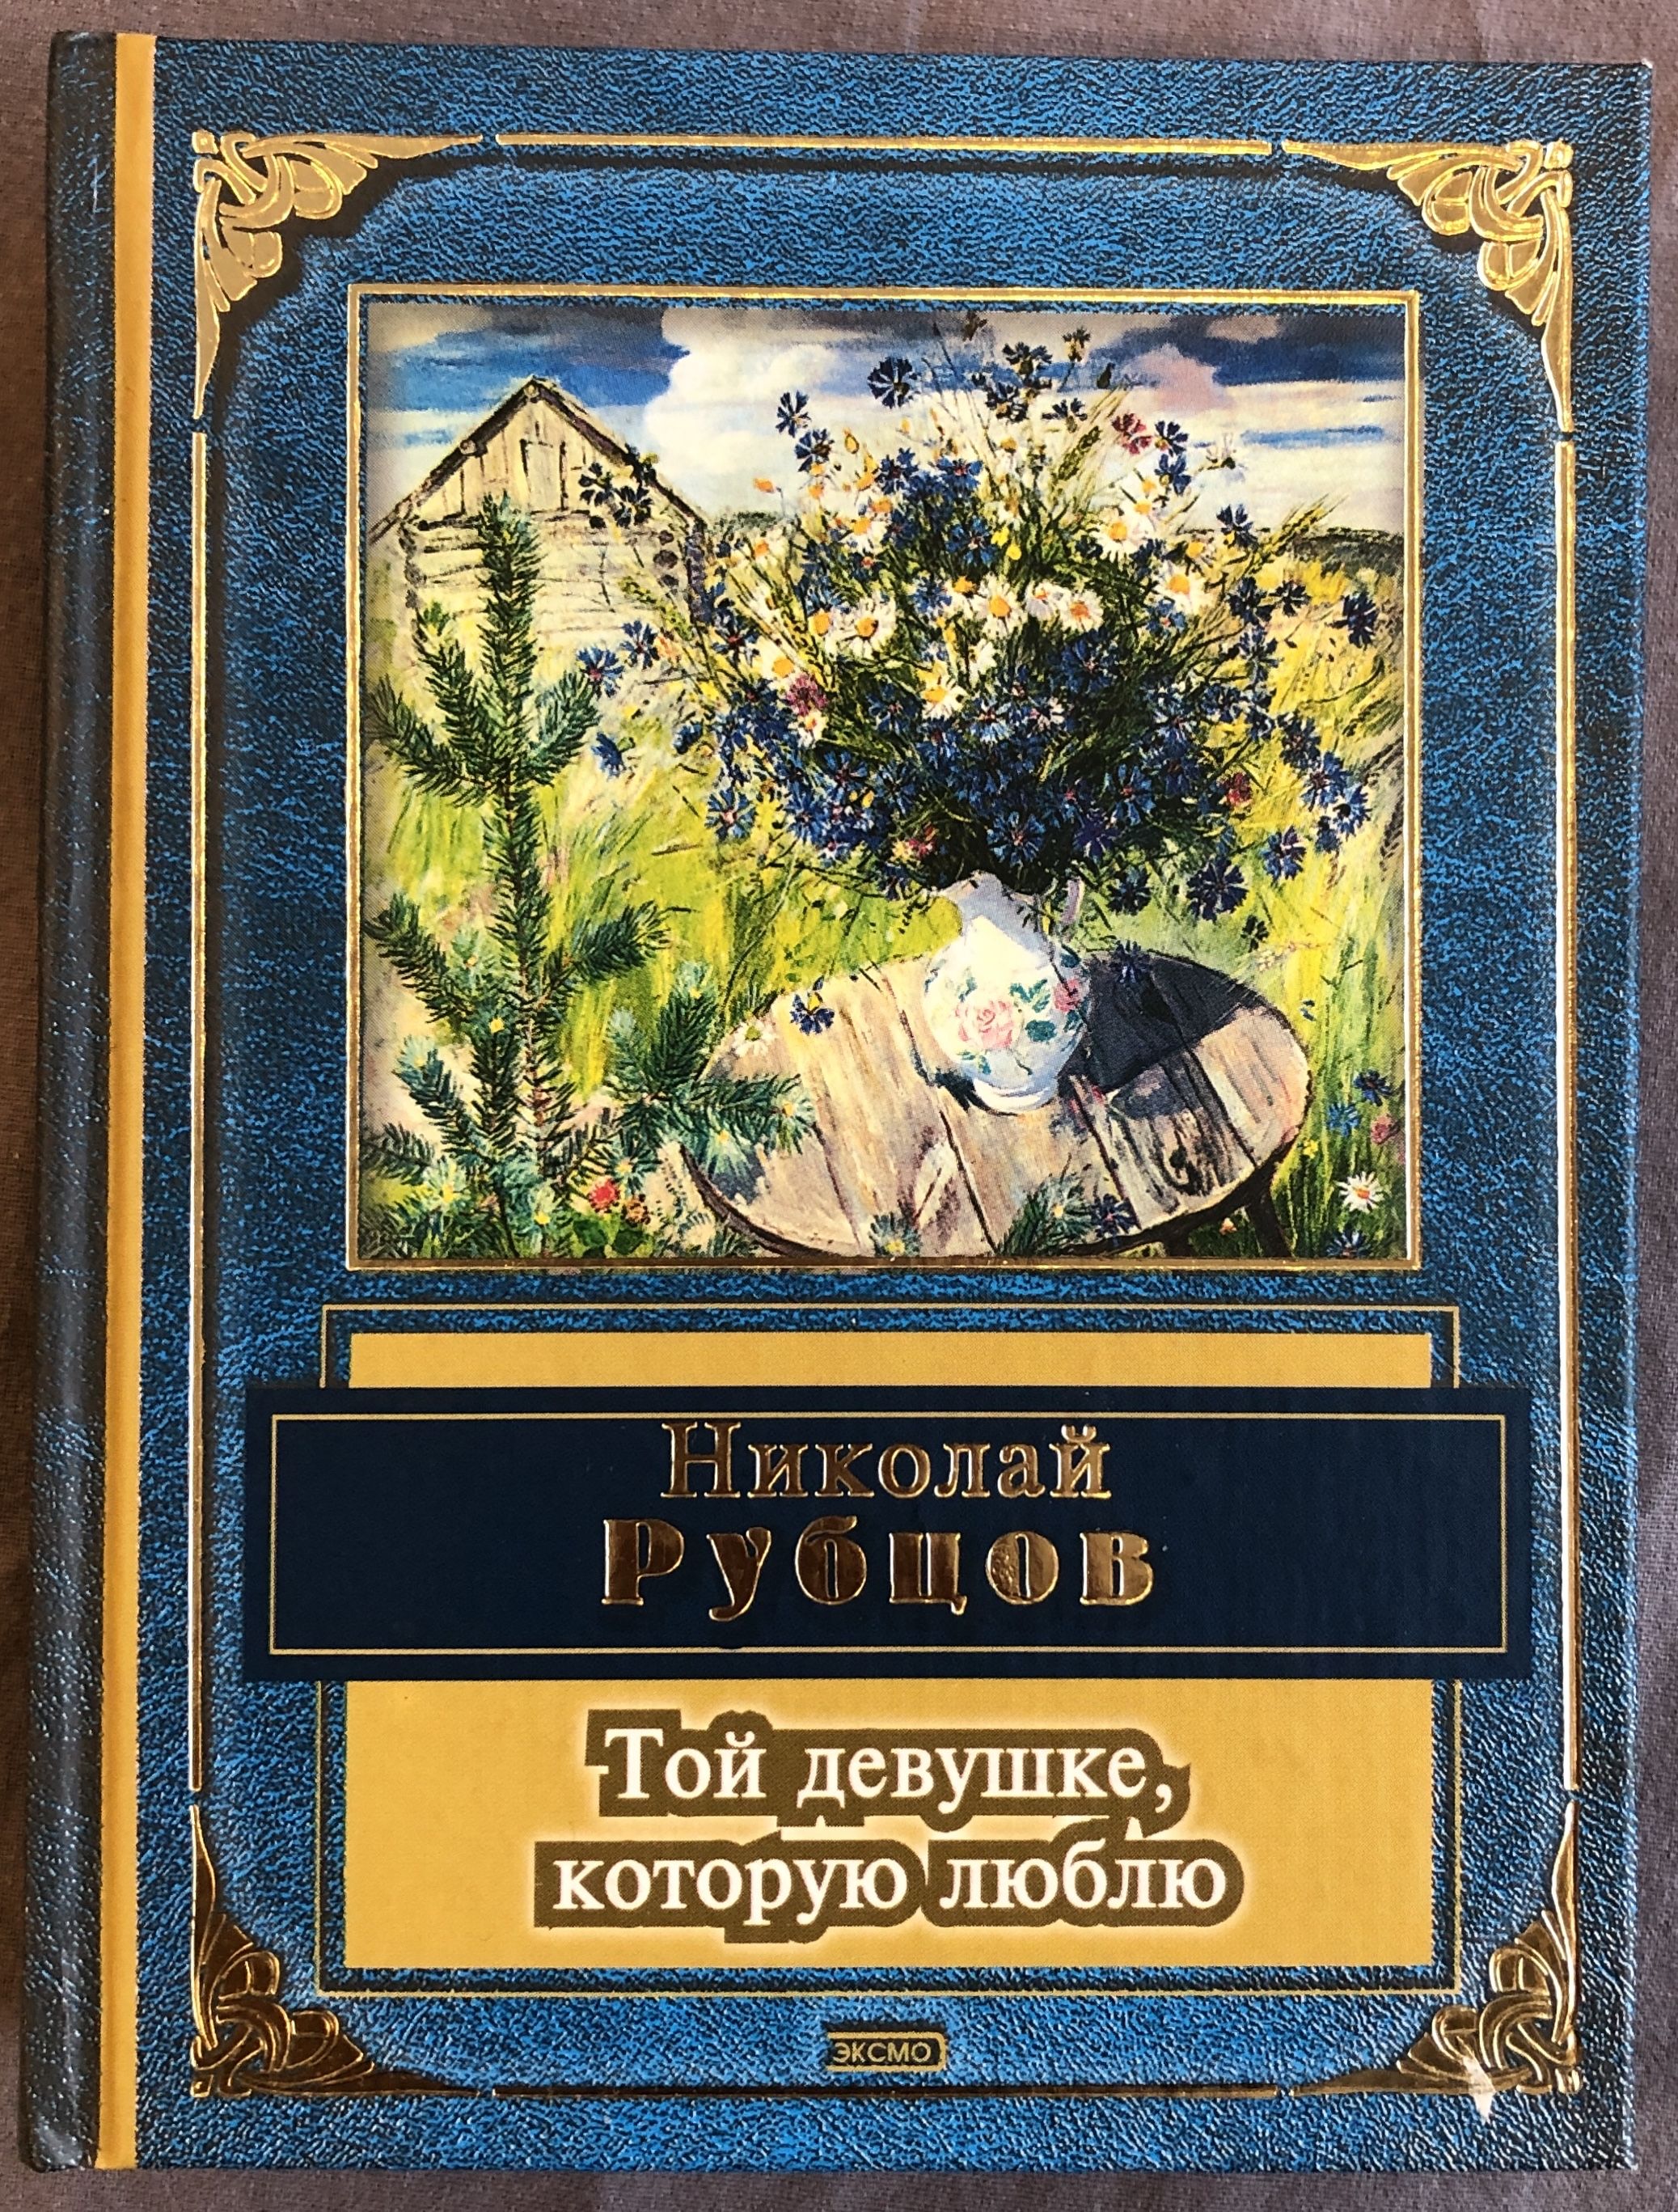 Николай
Рубцов
Той девушке,
которую люблю
ЭКСМО